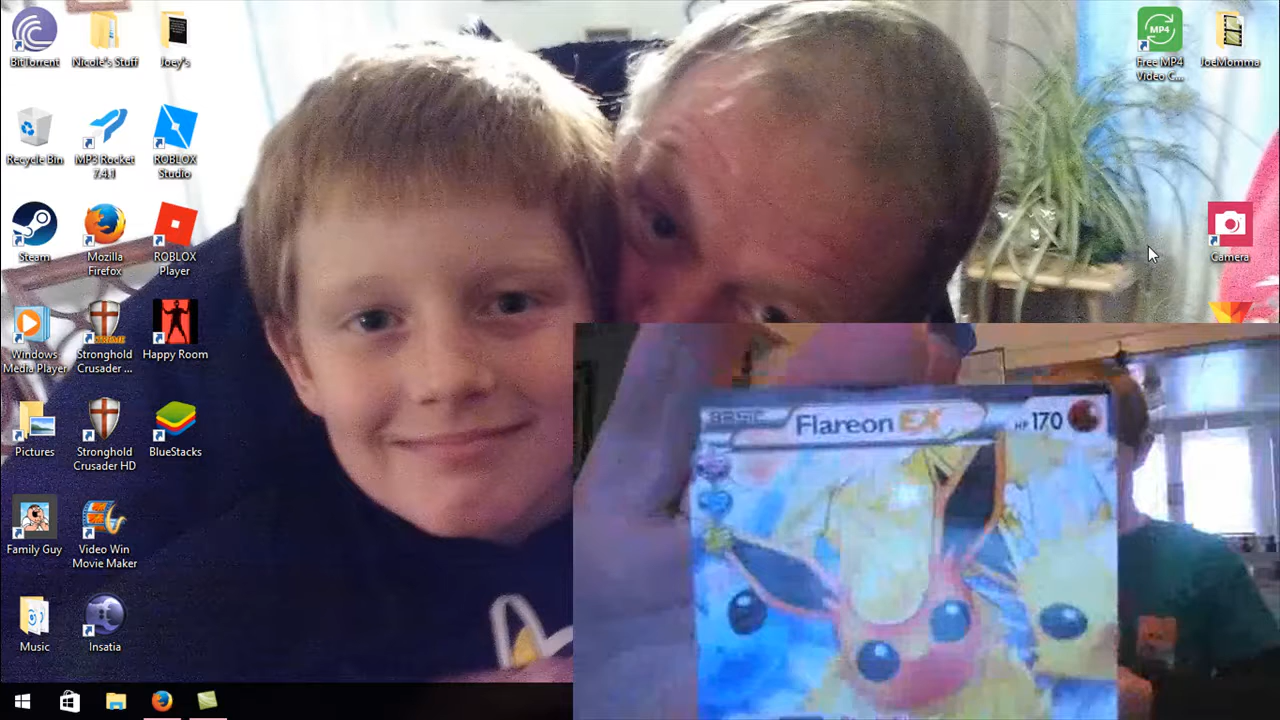 BitTorrent
Nicole's Stuff
Joey's
Free MP4
Video C...
JoeMomma
MP4
Recycle Bin
MP3 Rocket
7.4.1
ROBLOX
Studio
Steam
Mozilla
Firefox
ROBLOX
Player
Camera
Windows
Media Player
Stronghold
Crusader ...
Happy Room
Pictures
Stronghold
Crusader HD
BlueStacks
BASIC
Flareon EX
HP 170
Family Guy
Video Win
Movie Maker
Music
Insatia